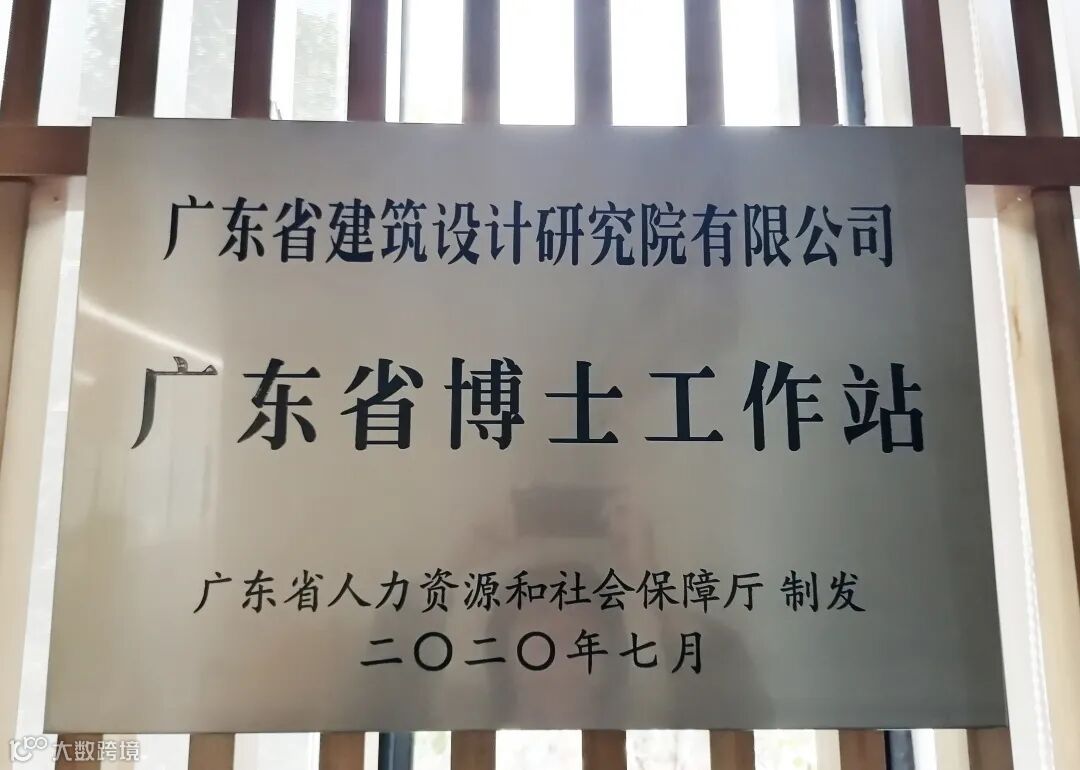 广东省建筑设计研究院有限公司
广东省博士工作站
广东省人力资源和社会保障厅 制发
二〇二〇年七月
大数跨境